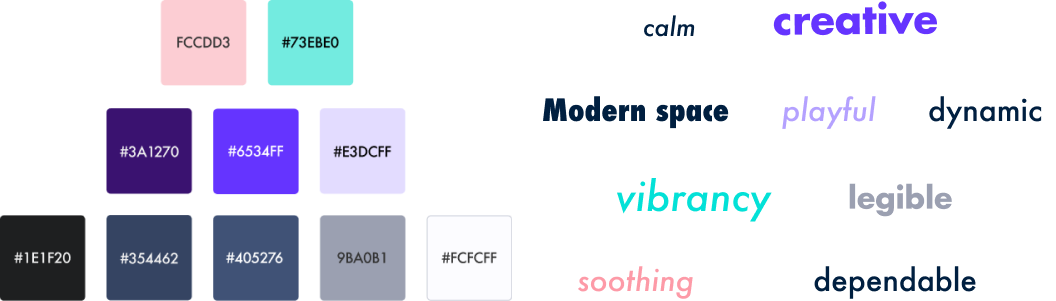 FCCDD3 #73EBE0
#3A1270 #6534FF #E3DCFF
#1E1F20 #354462 #405276 9BA0B1 #FCFCFF
calm creative
Modern space playful dynamic
vibrancy legible
soothing dependable